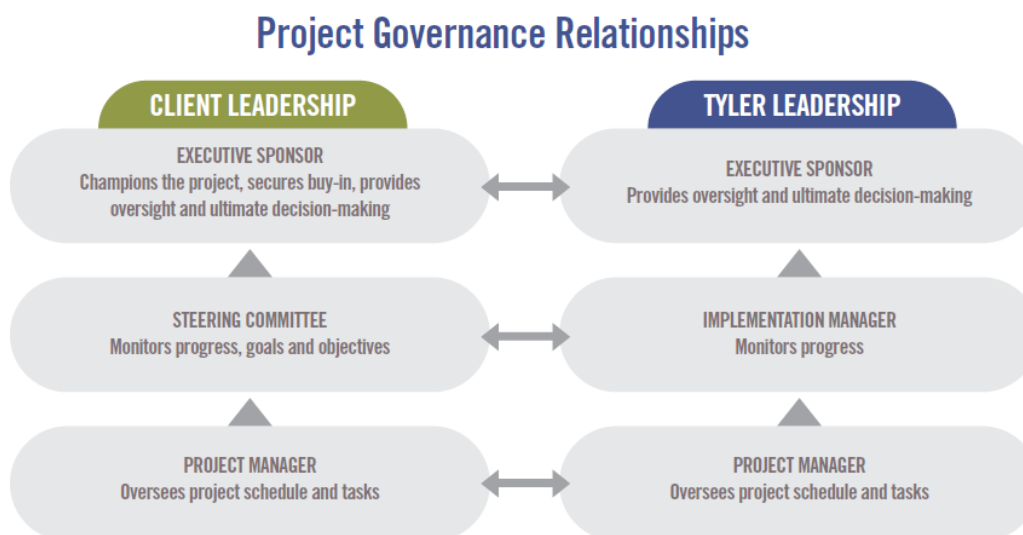 Project Governance Relationships
CLIENT LEADERSHIP
EXECUTIVE SPONSOR
Champions the project, secures buy-in, provides
oversight and ultimate decision-making
STEERING COMMITTEE
Monitors progress, goals and objectives
PROJECT MANAGER
Oversees project schedule and tasks
TYLER LEADERSHIP
EXECUTIVE SPONSOR
Provides oversight and ultimate decision-making
IMPLEMENTATION MANAGER
Monitors progress
PROJECT MANAGER
Oversees project schedule and tasks